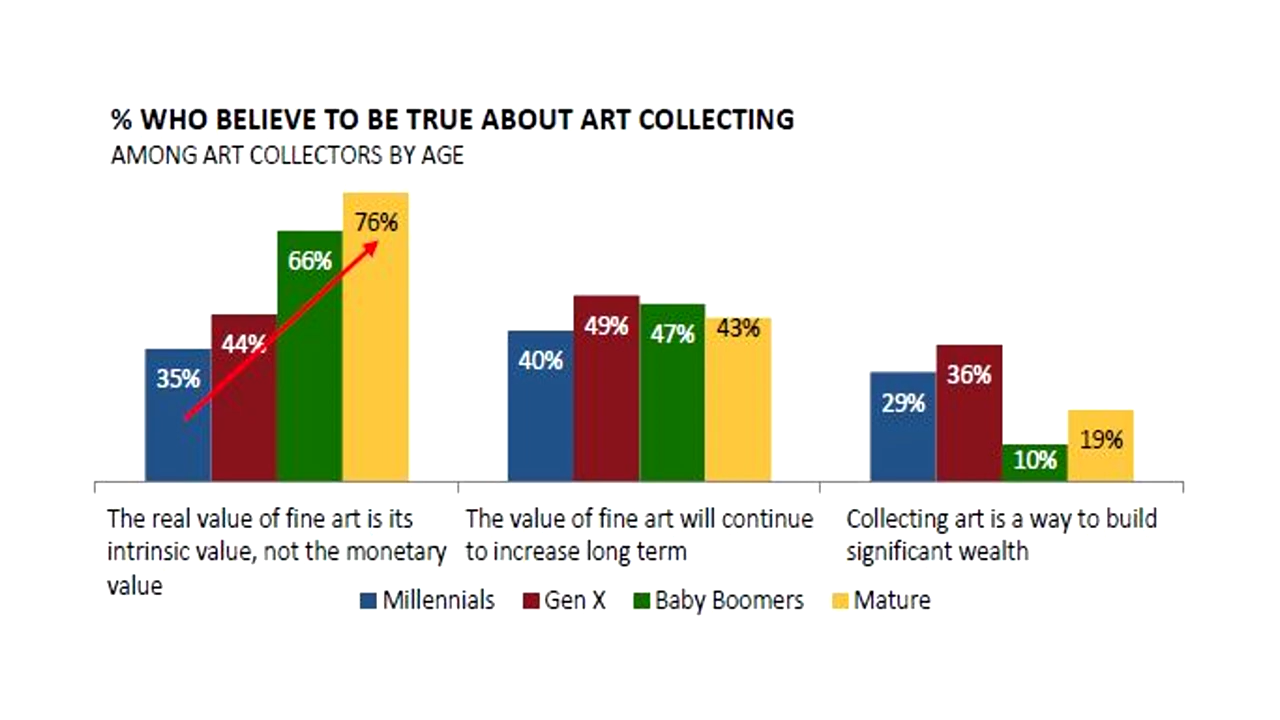 % WHO BELIEVE TO BE TRUE ABOUT ART COLLECTING
AMONG ART COLLECTORS BY AGE
35%
44%
66%
76%
40%
49%
47%
43%
29%
36%
10%
19%
The real value of fine art is its
intrinsic value, not the monetary
value
The value of fine art will continue
to increase long term
Collecting art is a way to build
significant wealth
Millennials Gen X Baby Boomers Mature